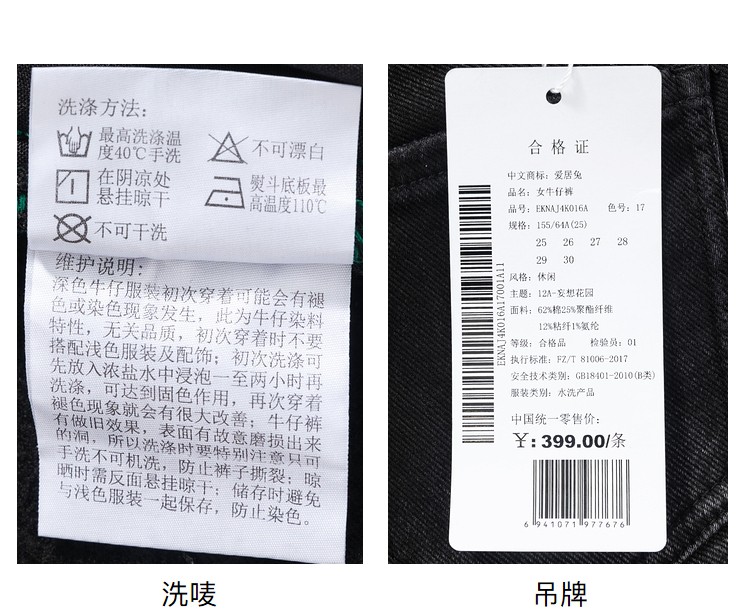 洗涤方法：
最高洗涤温
度40℃手洗
不可漂白
在阴凉处
悬挂晾干
熨斗底板最
高温度110℃
不可干洗
维护说明：
深色牛仔服装初次穿着可能会有褪
色或染色现象发生，此为牛仔染料
特性，无关品质，初次穿着时不要
搭配浅色服装及配饰；初次洗涤可
先放入浓盐水中浸泡一至两小时再
洗涤，可达到固色作用，再次穿着
褪色现象就会有很大改善；牛仔裤
有做旧效果，表面有故意磨损出来
的洞，所以洗涤时要特别注意只可
手洗不可机洗，防止裤子撕裂；晾
晒时需反面悬挂晾干；储存时避免
与浅色服装一起保存，防止染色。
洗唛
合格证
中文商标：爱居兔
品名：女牛仔裤
品号：EKNAJ4K016A 色号：17
规格：155/64A(25)
25 26 27 28
29 30
风格：休闲
主题：12A-妄想花园
面料：62%棉25%聚酯纤维
12%粘纤1%氨纶
等级：合格品 检验员：01
执行标准：FZ/T 81006-2017
安全技术类别：GB18401-2010(B类)
服装类别：水洗产品
中国统一零售价：
¥：399.00/条
EKNAJ4K016A17001A11
6 941071 977676
吊牌